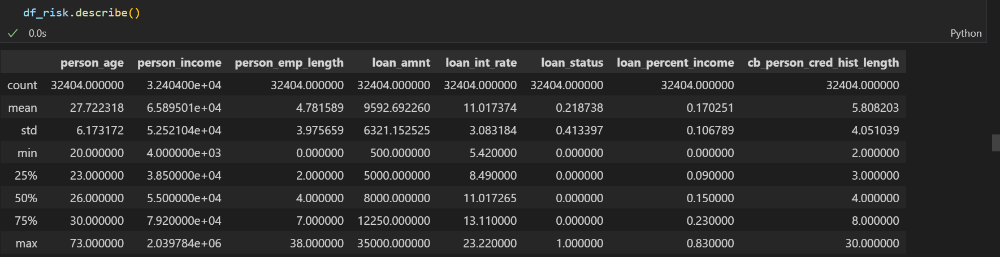 df_risk.describe()
0.0s Python
person_age person_income person_emp_length loan_amnt loan_int_rate loan_status loan_percent_income cb_person_cred_hist_length
count 32404.000000 3.240400e+04 32404.000000 32404.000000 32404.000000 32404.000000 32404.000000 32404.000000
mean 27.722318 6.589501e+04 4.781589 9592.692260 11.017374 0.218738 0.170251 5.808203
std 6.173172 5.252104e+04 3.975659 6321.152525 3.083184 0.413397 0.106789 4.051039
min 20.000000 4.000000e+03 0.000000 500.000000 5.420000 0.000000 0.000000 2.000000
25% 23.000000 3.850000e+04 2.000000 5000.000000 8.490000 0.000000 0.090000 3.000000
50% 26.000000 5.500000e+04 4.000000 8000.000000 11.017265 0.000000 0.150000 4.000000
75% 30.000000 7.920000e+04 7.000000 12250.000000 13.110000 0.000000 0.230000 8.000000
max 73.000000 2.039784e+06 38.000000 35000.000000 23.220000 1.000000 0.830000 30.000000